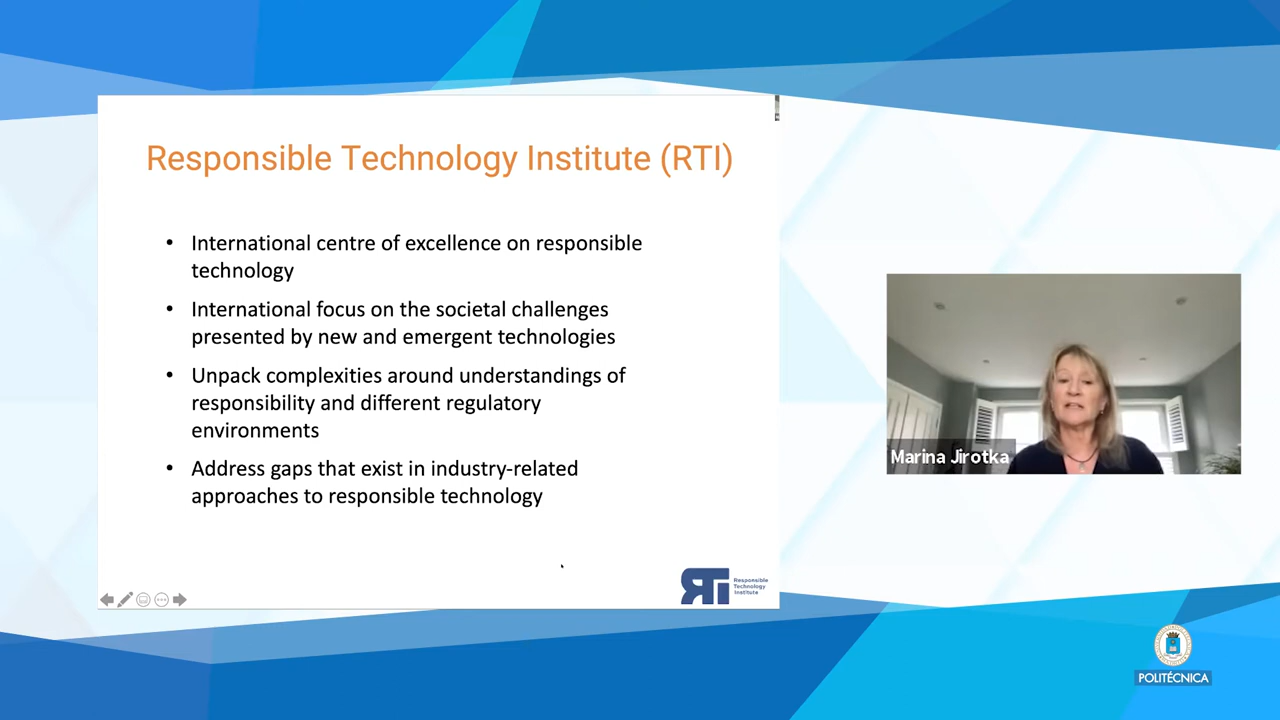 Responsible Technology Institute (RTI)
• International centre of excellence on responsible
technology
• International focus on the societal challenges
presented by new and emergent technologies
• Unpack complexities around understandings of
responsibility and different regulatory
environments
• Address gaps that exist in industry-related
approaches to responsible technology
RTI
Responsible
Technology
Institute
Marina Jirotka
POLITÉCNICA